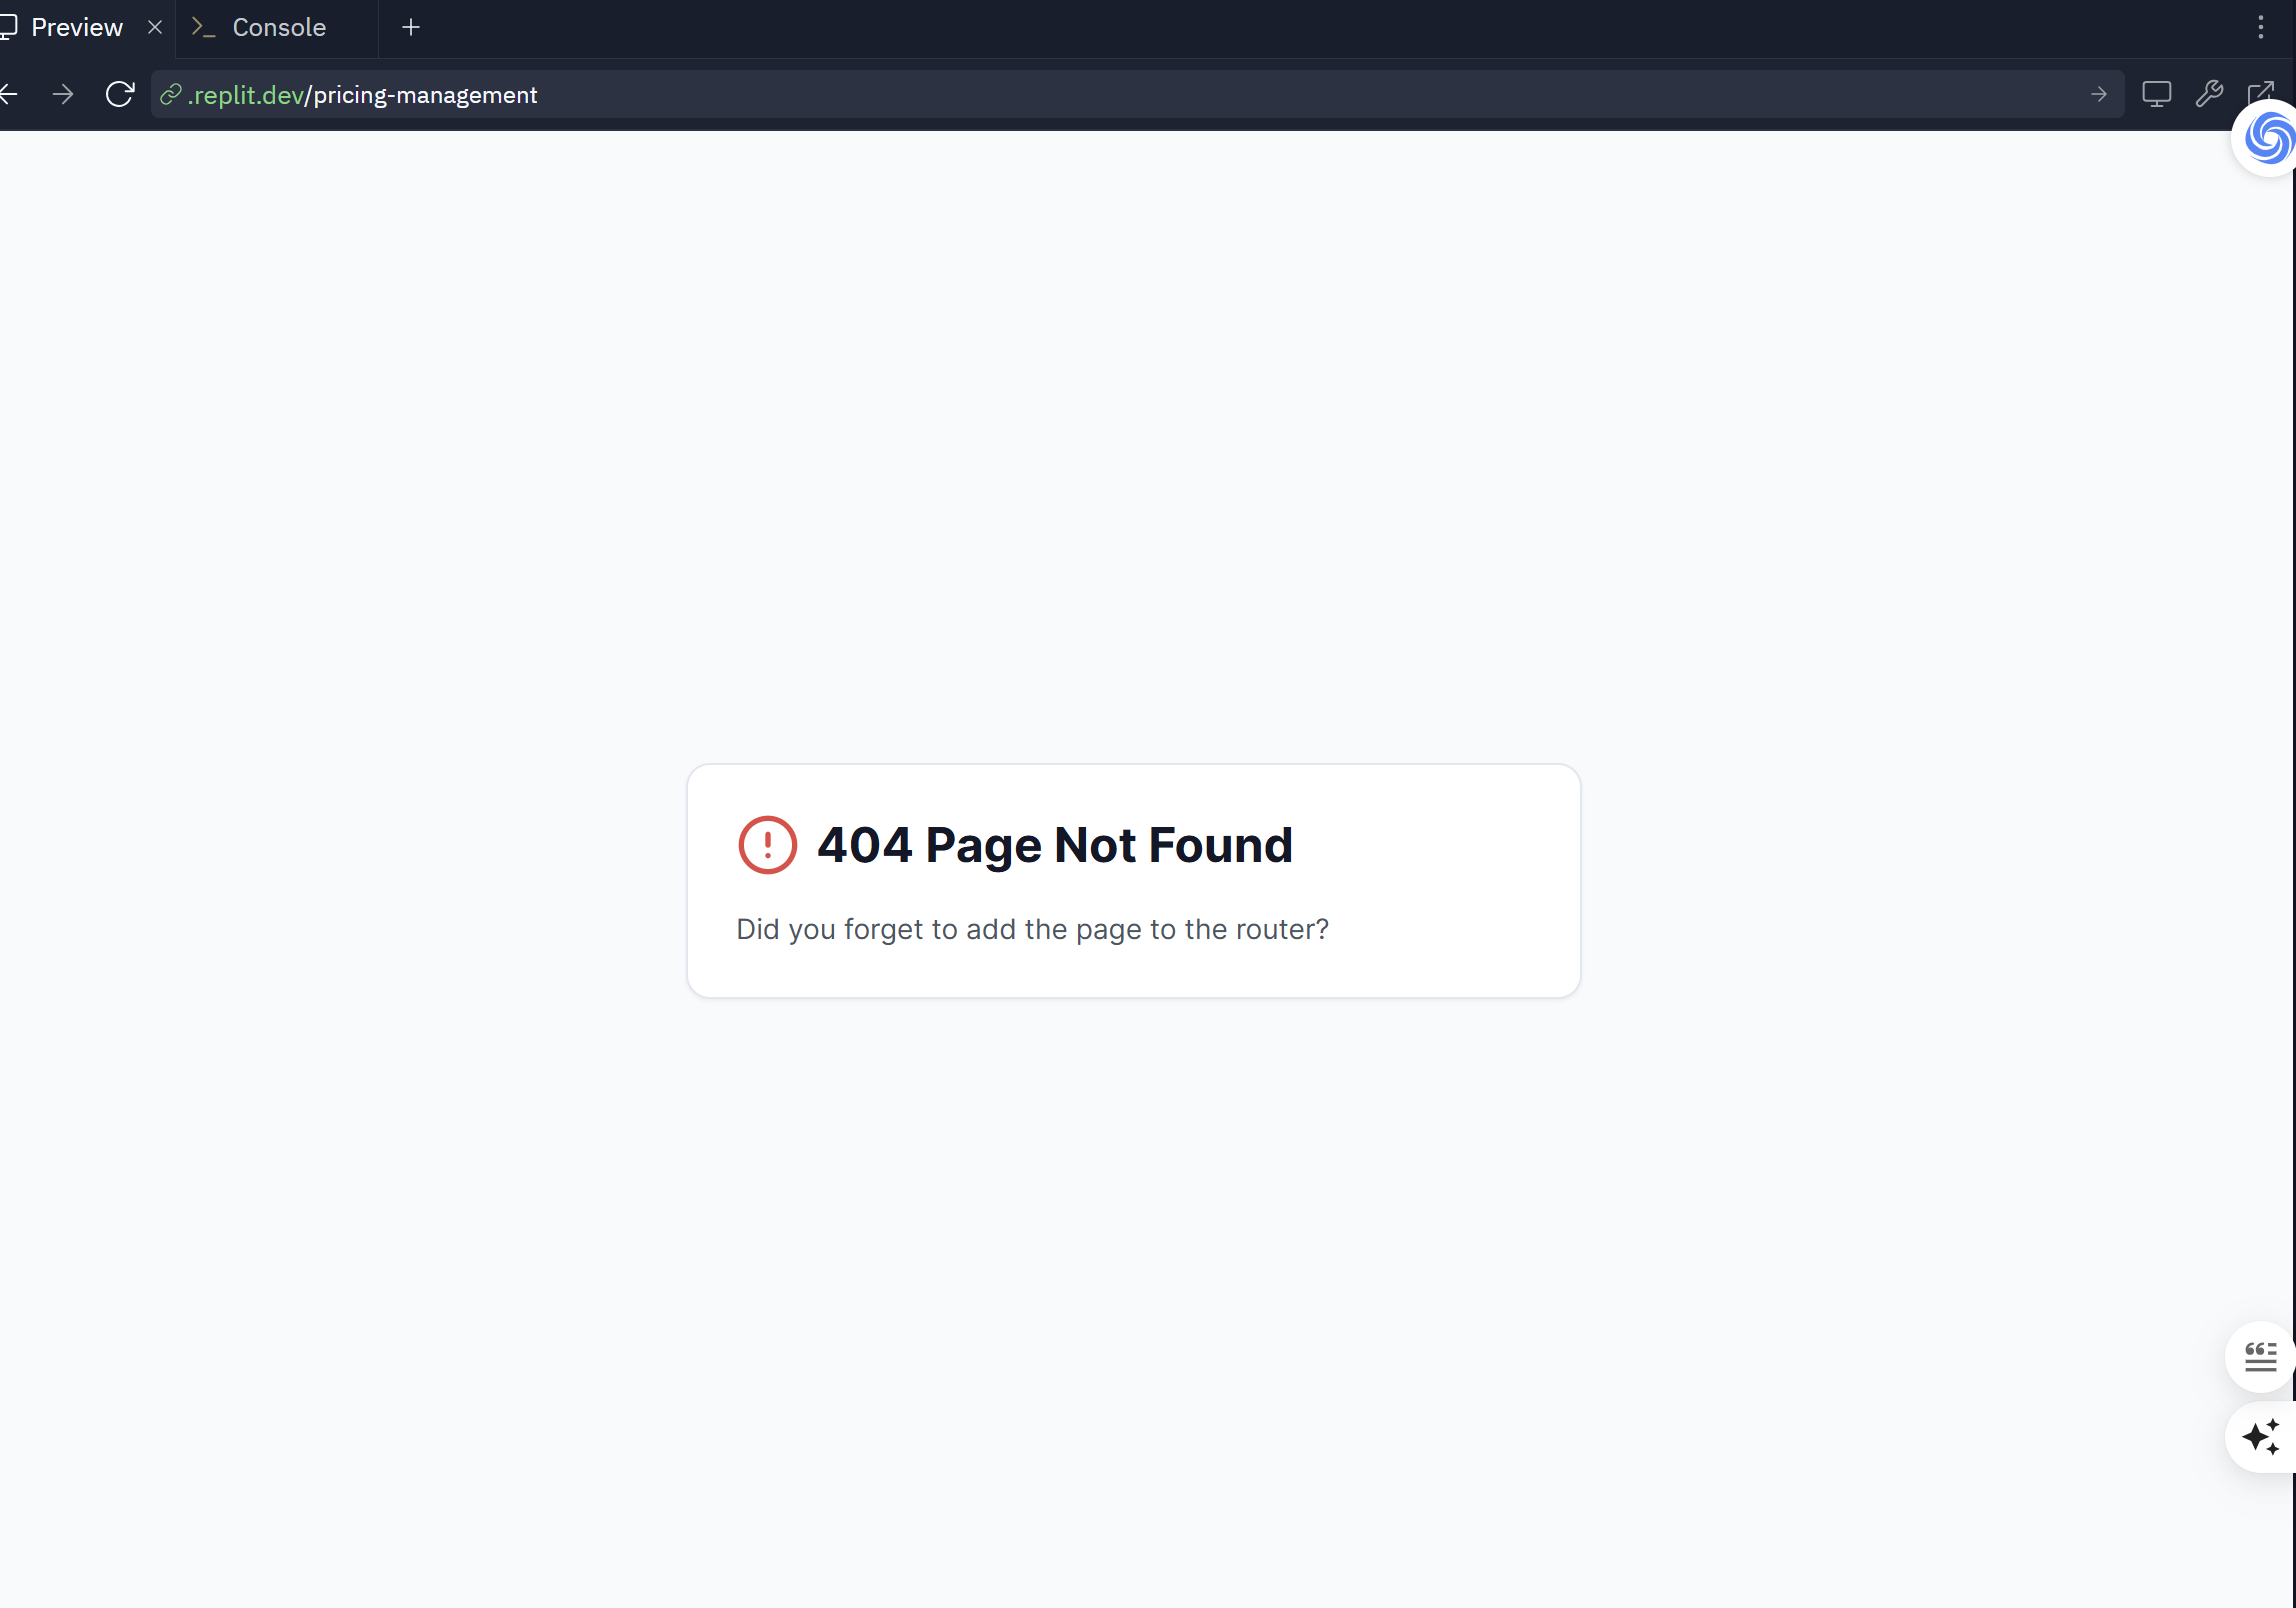 Preview
Console
.replit.dev/pricing-management
404 Page Not Found
Did you forget to add the page to the router?